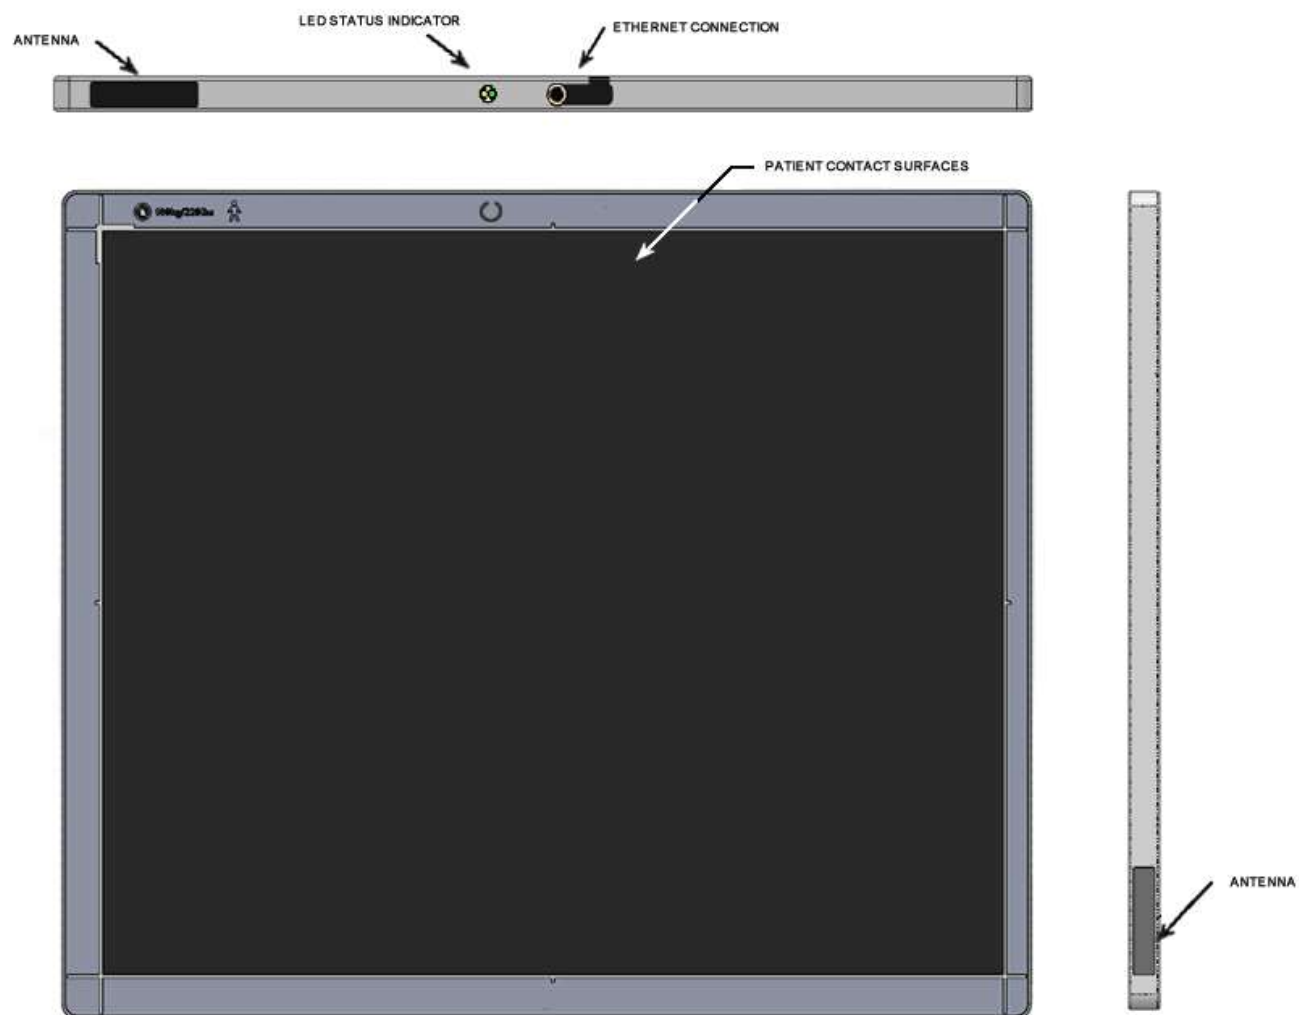 LED STATUS INDICATOR
ETHERNET CONNECTION
ANTENNA
PATIENT CONTACT SURFACES
ANTENNA